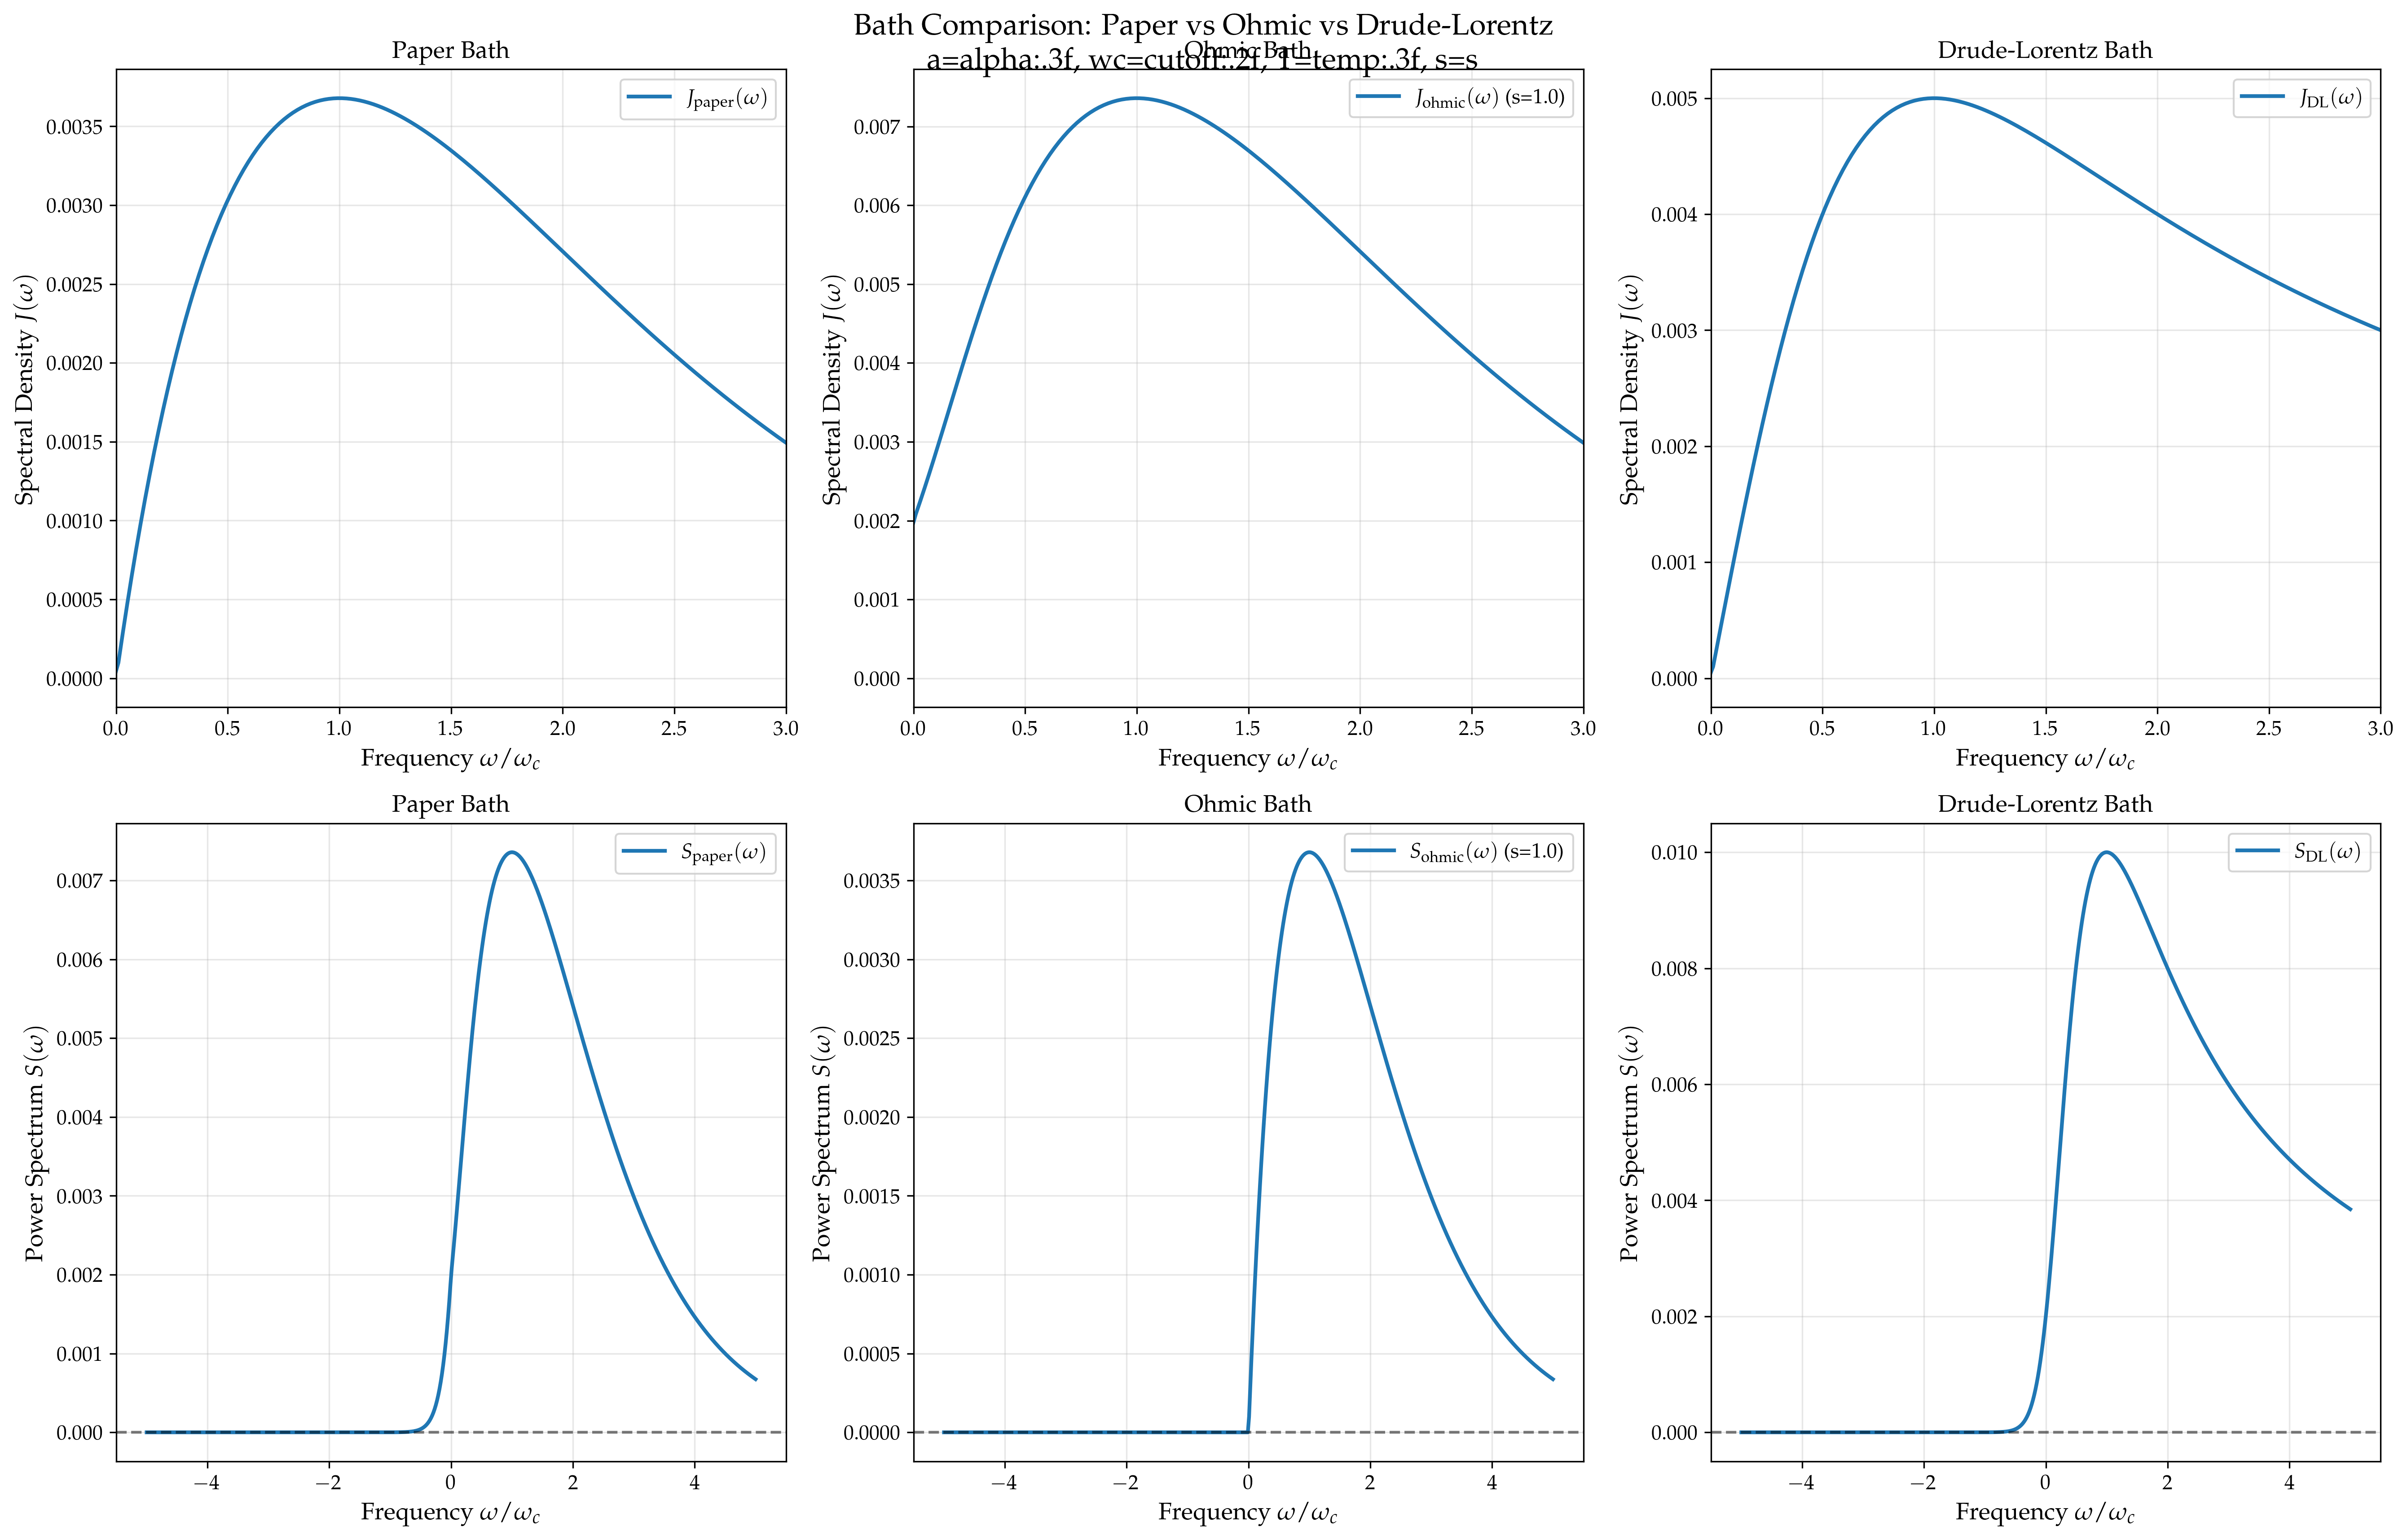 Bath Comparison: Paper vs Ohmic vs Drude-Lorentz
a=alpha:.3f, wc=cutoff:.2f, T=temp:.3f, s=s
Paper Bath
J_paper(ω)
Spectral Density J(ω)
0.0035
0.0030
0.0025
0.0020
0.0015
0.0010
0.0005
0.0000
0.0 0.5 1.0 1.5 2.0 2.5 3.0
Frequency ω/ω_c
Ohmic Bath
J_ohmic(ω) (s=1.0)
Spectral Density J(ω)
0.007
0.006
0.005
0.004
0.003
0.002
0.001
0.000
0.0 0.5 1.0 1.5 2.0 2.5 3.0
Frequency ω/ω_c
Drude-Lorentz Bath
J_DL(ω)
Spectral Density J(ω)
0.005
0.004
0.003
0.002
0.001
0.000
0.0 0.5 1.0 1.5 2.0 2.5 3.0
Frequency ω/ω_c
Paper Bath
S_paper(ω)
Power Spectrum S(ω)
0.007
0.006
0.005
0.004
0.003
0.002
0.001
0.000
−4 −2 0 2 4
Frequency ω/ω_c
Ohmic Bath
S_ohmic(ω) (s=1.0)
Power Spectrum S(ω)
0.0035
0.0030
0.0025
0.0020
0.0015
0.0010
0.0005
0.0000
−4 −2 0 2 4
Frequency ω/ω_c
Drude-Lorentz Bath
S_DL(ω)
Power Spectrum S(ω)
0.010
0.008
0.006
0.004
0.002
0.000
−4 −2 0 2 4
Frequency ω/ω_c